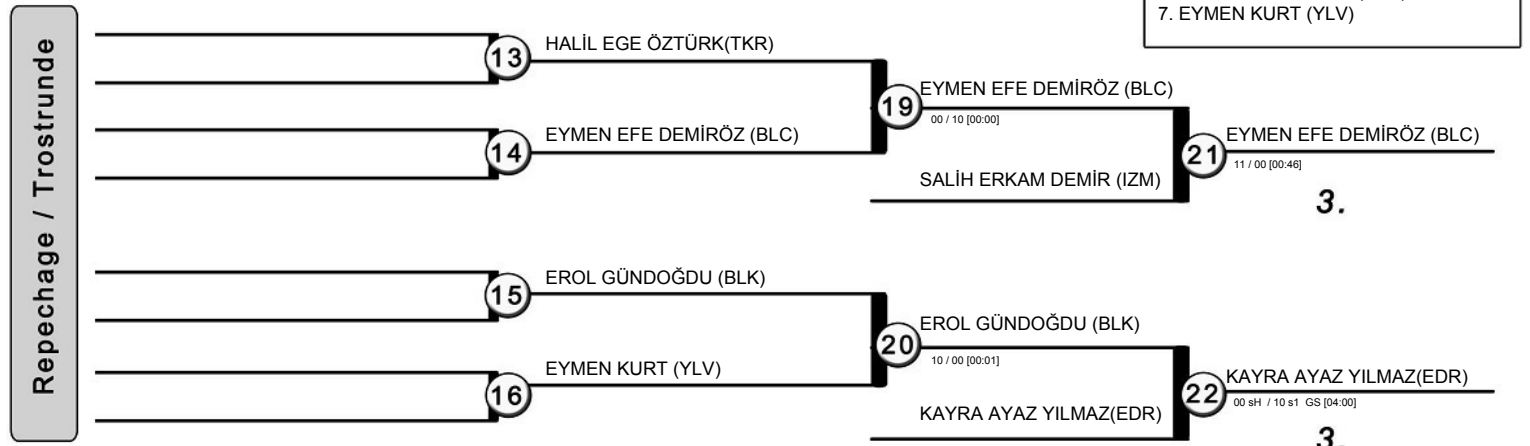 7. EYMEN KURT (YLV)
Repechage / Trostrunde
13
HALİL EGE ÖZTÜRK(TKR)
14
EYMEN EFE DEMİRÖZ (BLC)
19
EYMEN EFE DEMİRÖZ (BLC)
00 / 10 [00:00]
SALİH ERKAM DEMİR (IZM)
21
EYMEN EFE DEMİRÖZ (BLC)
11 / 00 [00:46]
3.
15
EROL GÜNDOĞDU (BLK)
16
EYMEN KURT (YLV)
20
EROL GÜNDOĞDU (BLK)
10 / 00 [00:01]
KAYRA AYAZ YILMAZ(EDR)
22
KAYRA AYAZ YILMAZ(EDR)
00 sH / 10 s1 GS [04:00]
3.